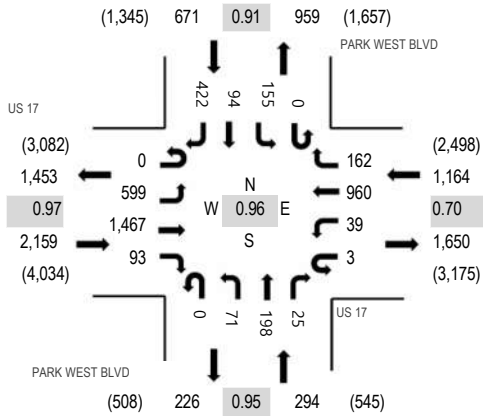 (1,345) 671 0.91 959 (1,657)
PARK WEST BLVD
422 94 155 0
US 17
(3,082) 0 162 (2,498)
1,453 599 N 960 1,164
0.97 W 0.96 E 0.70
2,159 1,467 S 39 1,650
(4,034) 93 3 (3,175)
0 71 198 25
US 17
PARK WEST BLVD
(508) 226 0.95 294 (545)